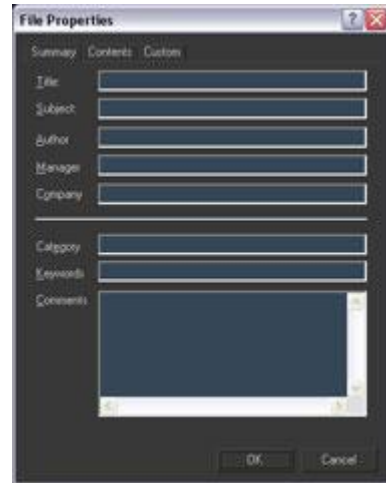 File Properties
Summary Contents Custom
Title
Subject
Author
Manager
Company
Category
Keywords
Comments
OK Cancel